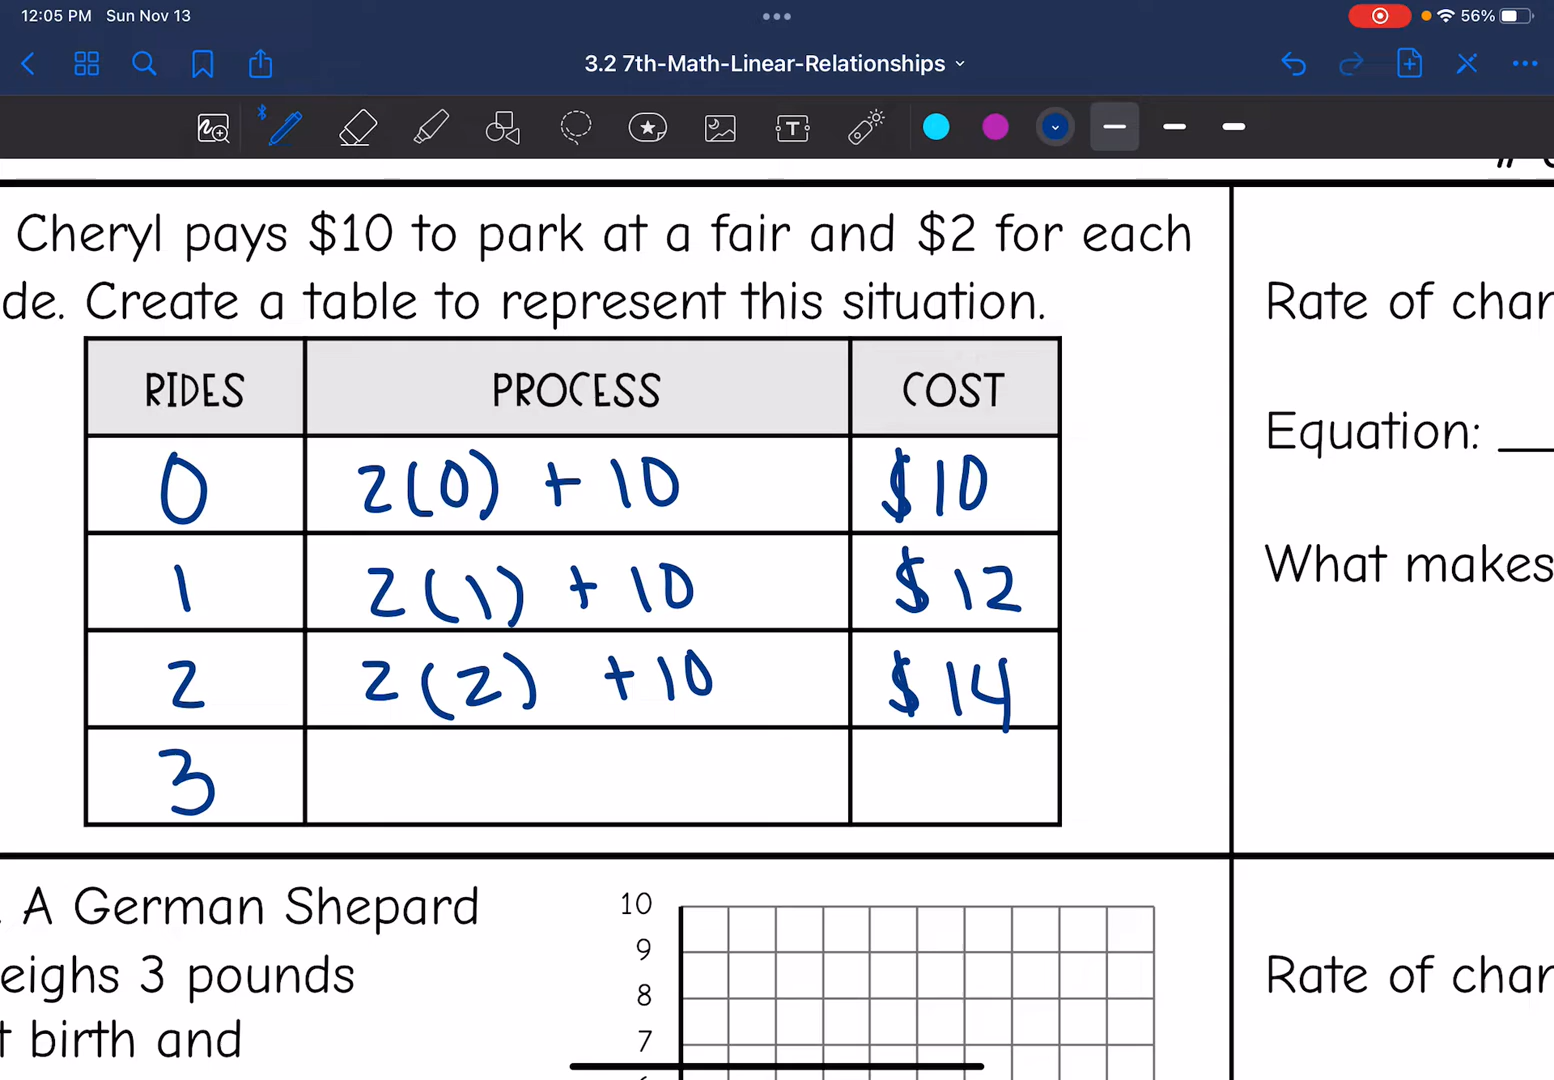 12:05 PM Sun Nov 13
56%
3.2 7th-Math-Linear-Relationships
T
Cheryl pays $10 to park at a fair and $2 for each
de. Create a table to represent this situation.
RIDES PROCESS COST
0 2(0) + 10 $10
1 2(1) + 10 $12
2 2(2) + 10 $14
3
Rate of char
Equation:
What makes
. A German Shepard
eighs 3 pounds
t birth and
10
9
8
7
Rate of char